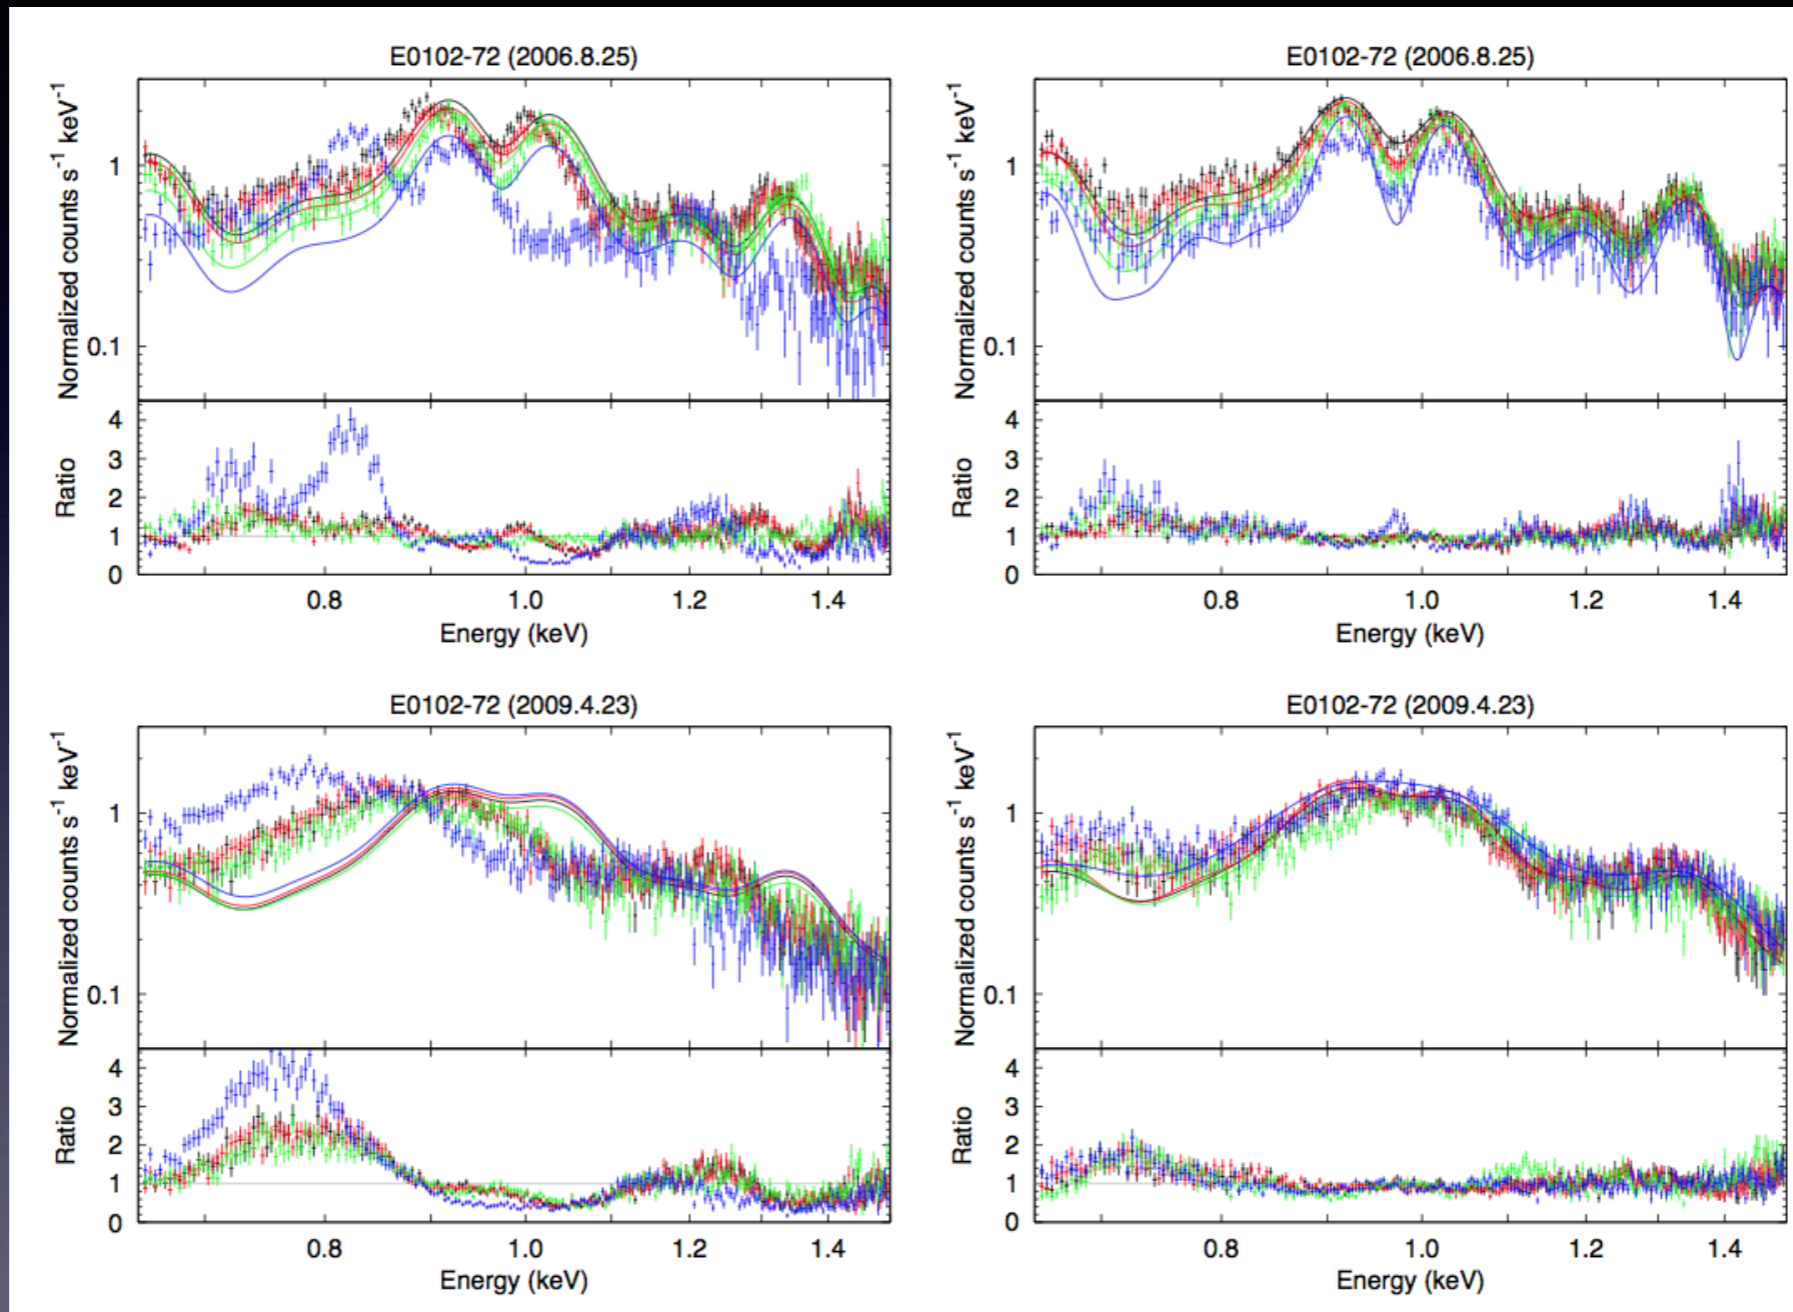 E0102-72 (2006.8.25)
Normalized counts s⁻¹ keV⁻¹
1
0.1
Ratio
4
3
2
1
0
0.8 1.0 1.2 1.4
Energy (keV)
E0102-72 (2006.8.25)
Normalized counts s⁻¹ keV⁻¹
1
0.1
Ratio
4
3
2
1
0
0.8 1.0 1.2 1.4
Energy (keV)
E0102-72 (2009.4.23)
Normalized counts s⁻¹ keV⁻¹
1
0.1
Ratio
4
3
2
1
0
0.8 1.0 1.2 1.4
Energy (keV)
E0102-72 (2009.4.23)
Normalized counts s⁻¹ keV⁻¹
1
0.1
Ratio
4
3
2
1
0
0.8 1.0 1.2 1.4
Energy (keV)